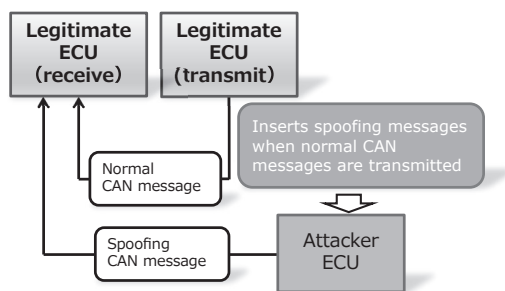 Legitimate
ECU
(receive)
Legitimate
ECU
(transmit)
Inserts spoofing messages
when normal CAN
messages are transmitted
Normal
CAN message
Spoofing
CAN message
Attacker
ECU